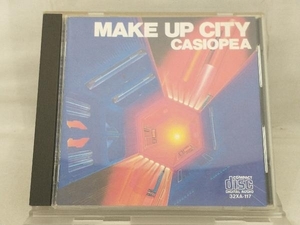 MAKE UP CITY
CASIOPEA
COMPACT
disc
DIGITAL AUDIO
32XA-117